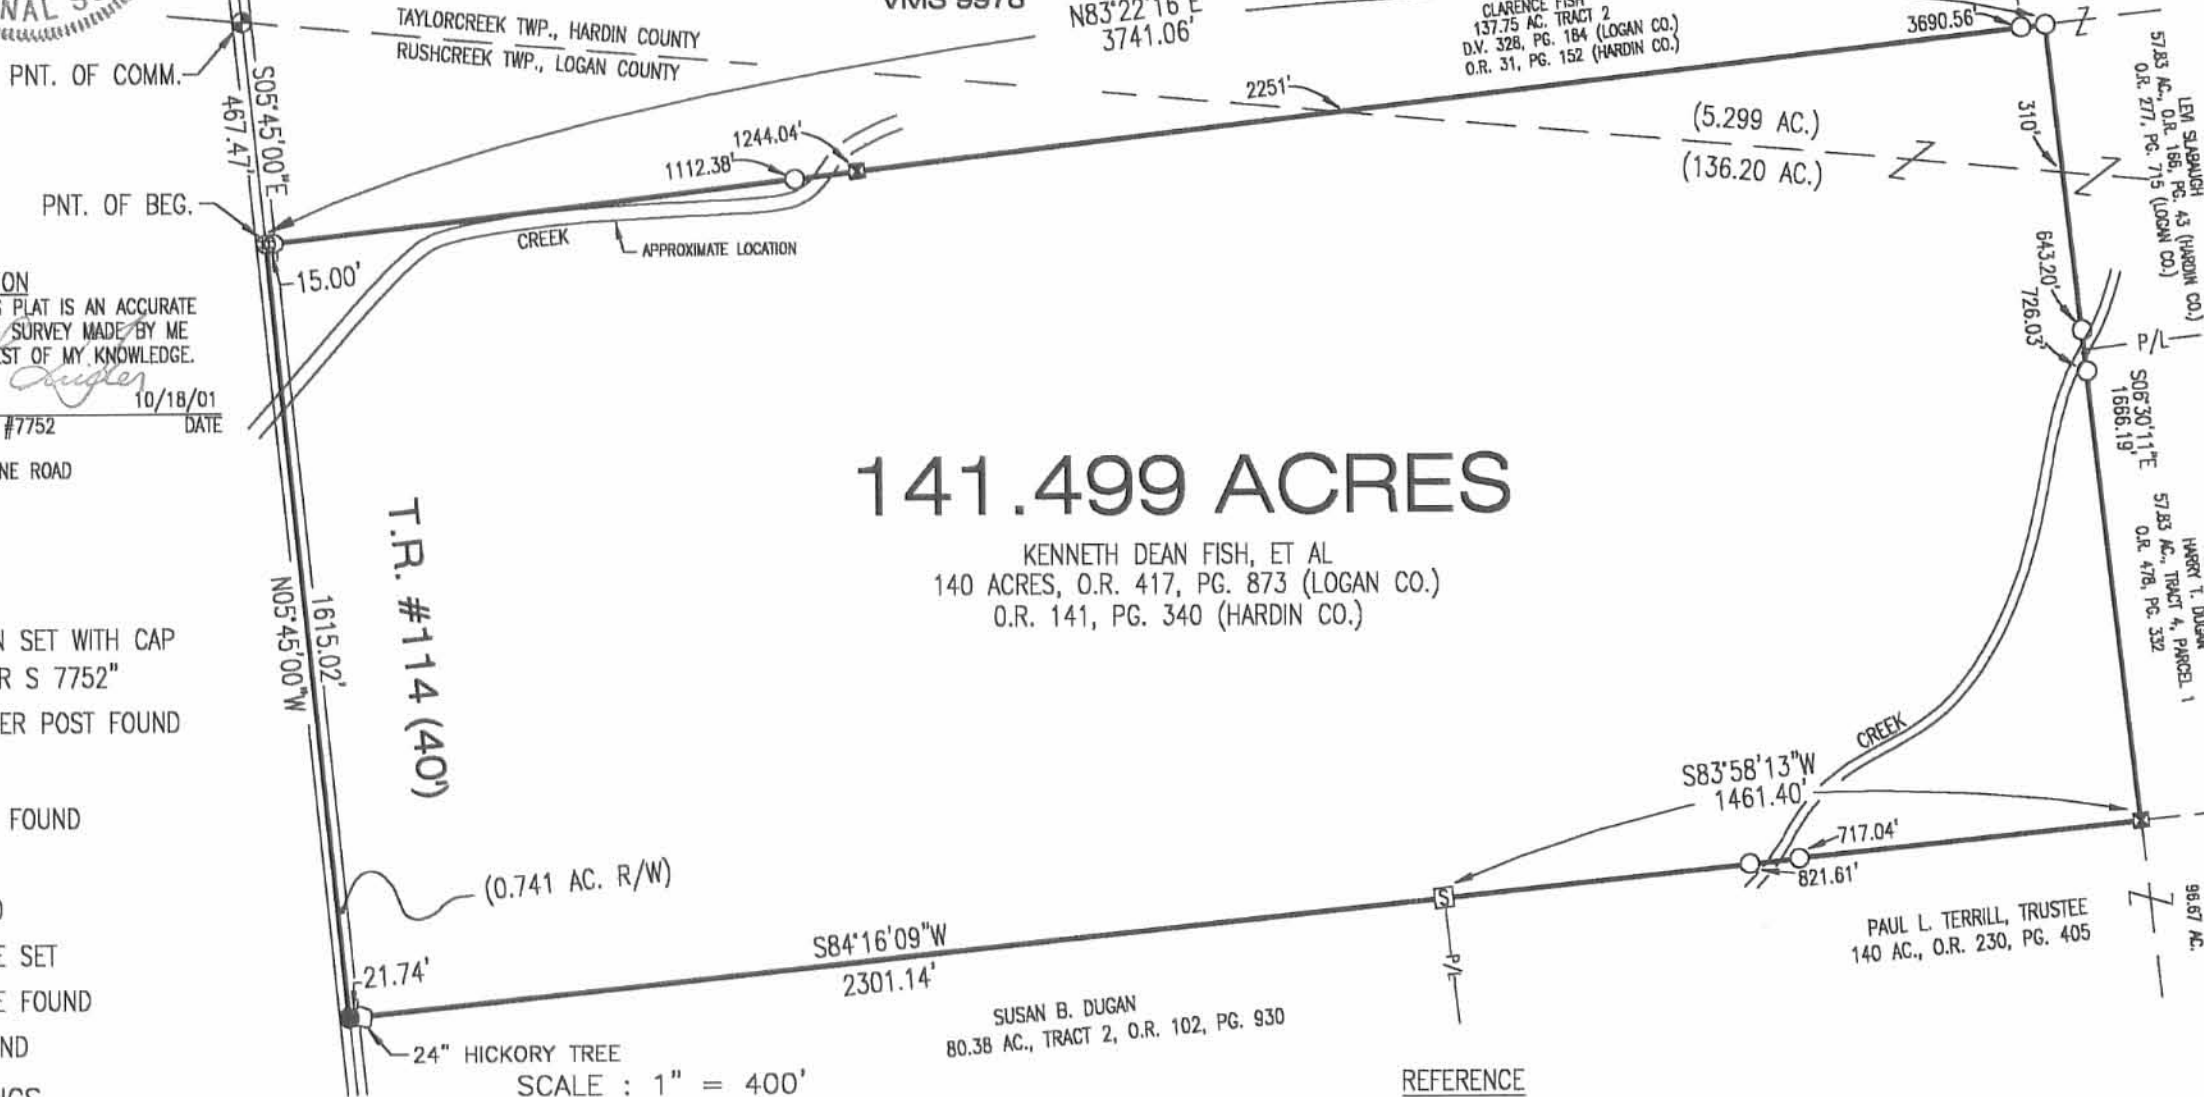 NAL S
VMS 9978
N83°22'16"E
3741.06'
CLARENCE FISH
137.75 AC. TRACT 2
D.V. 328, PG. 184 (LOGAN CO.)
O.R. 31, PG. 152 (HARDIN CO.)
3690.56'
TAYLORCREEK TWP., HARDIN COUNTY
RUSHCREEK TWP., LOGAN COUNTY
PNT. OF COMM.
S05°45'00"E
467.47'
2251'
1244.04'
1112.38'
(5.299 AC.)
(136.20 AC.)
310'
LEVI SLABAUGH
57.83 AC., O.R. 166, PG. 43 (HARDIN CO.)
O.R. 277, PG. 715 (LOGAN CO.)
PNT. OF BEG.
CREEK
APPROXIMATE LOCATION
15.00'
643.20'
726.03'
P/L
ON
PLAT IS AN ACCURATE
SURVEY MADE BY ME
ST OF MY KNOWLEDGE.
10/18/01
#7752
DATE
NE ROAD
S06°30'11"E
1666.19'
141.499 ACRES
KENNETH DEAN FISH, ET AL
140 ACRES, O.R. 417, PG. 873 (LOGAN CO.)
O.R. 141, PG. 340 (HARDIN CO.)
T.R. #114 (40')
HARRY T. DUGAN
57.83 AC., TRACT 4, PARCEL 1
O.R. 478, PG. 332
N05°45'00"W
1615.02'
N SET WITH CAP
R S 7752"
ER POST FOUND
FOUND
E SET
E FOUND
ND
CREEK
S83°58'13"W
1461.40'
717.04'
821.61'
(0.741 AC. R/W)
S
P/L
PAUL L. TERRILL, TRUSTEE
140 AC., O.R. 230, PG. 405
96.67 AC.
S84°16'09"W
2301.14'
21.74'
SUSAN B. DUGAN
80.38 AC., TRACT 2, O.R. 102, PG. 930
24" HICKORY TREE
SCALE : 1" = 400'
REFERENCE